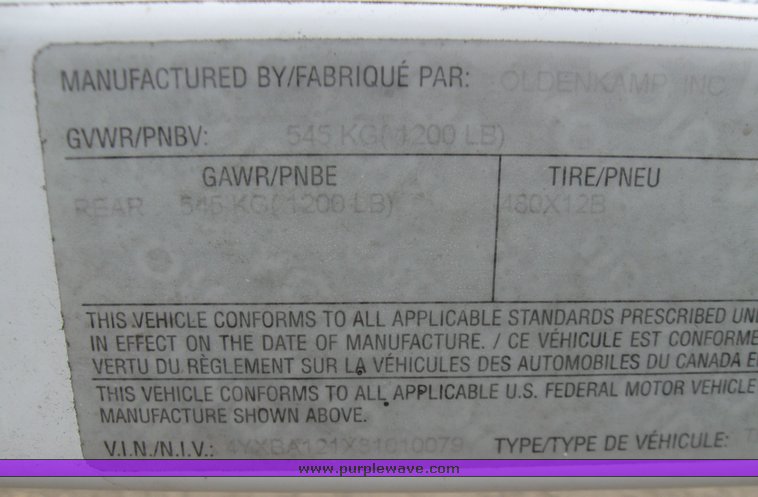 MANUFACTURED BY/FABRIQUÉ PAR: OLDENKAMP INC
GVWR/PNBV: 545 KG(1200 LB)
GAWR/PNBE TIRE/PNEU
REAR 545 KG(1200 LB) 480X12B
THIS VEHICLE CONFORMS TO ALL APPLICABLE STANDARDS PRESCRIBED
IN EFFECT ON THE DATE OF MANUFACTURE. / CE VÉHICULE EST CONFORME
VERTU DU RÈGLEMENT SUR LA VÉHICULES DES AUTOMOBILES DU CANADA
THIS VEHICLE CONFORMS TO ALL APPLICABLE U.S. FEDERAL MOTOR VEHICLE
MANUFACTURE SHOWN ABOVE.
V.I.N./N.I.V.: TYPE/TYPE DE VÉHICULE:
www.purplewave.com